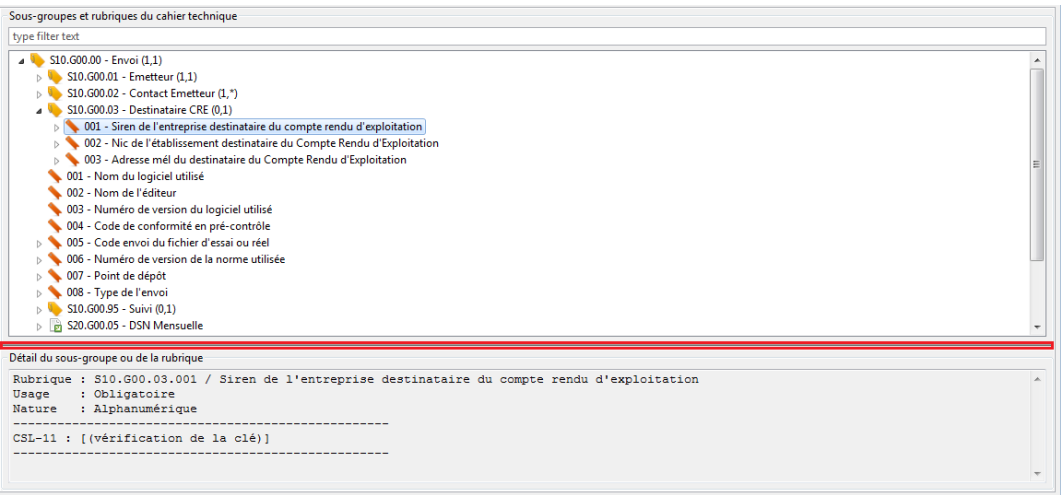 Sous-groupes et rubriques du cahier technique
type filter text
S10.G00.00 - Envoi (1,1)
S10.G00.01 - Emetteur (1,1)
S10.G00.02 - Contact Emetteur (1,*)
S10.G00.03 - Destinataire CRE (0,1)
001 - Siren de l'entreprise destinataire du compte rendu d'exploitation
002 - Nic de l'établissement destinataire du Compte Rendu d'Exploitation
003 - Adresse mél du destinataire du Compte Rendu d'Exploitation
001 - Nom du logiciel utilisé
002 - Nom de l'éditeur
003 - Numéro de version du logiciel utilisé
004 - Code de conformité en pré-contrôle
005 - Code envoi du fichier d'essai ou réel
006 - Numéro de version de la norme utilisée
007 - Point de dépôt
008 - Type de l'envoi
S10.G00.95 - Suivi (0,1)
S20.G00.05 - DSN Mensuelle
Détail du sous-groupe ou de la rubrique
Rubrique : S10.G00.03.001 / Siren de l'entreprise destinataire du compte rendu d'exploitation
Usage : Obligatoire
Nature : Alphanumérique
--------------------------------------------------
CSL-11 : [(vérification de la clé)]
--------------------------------------------------